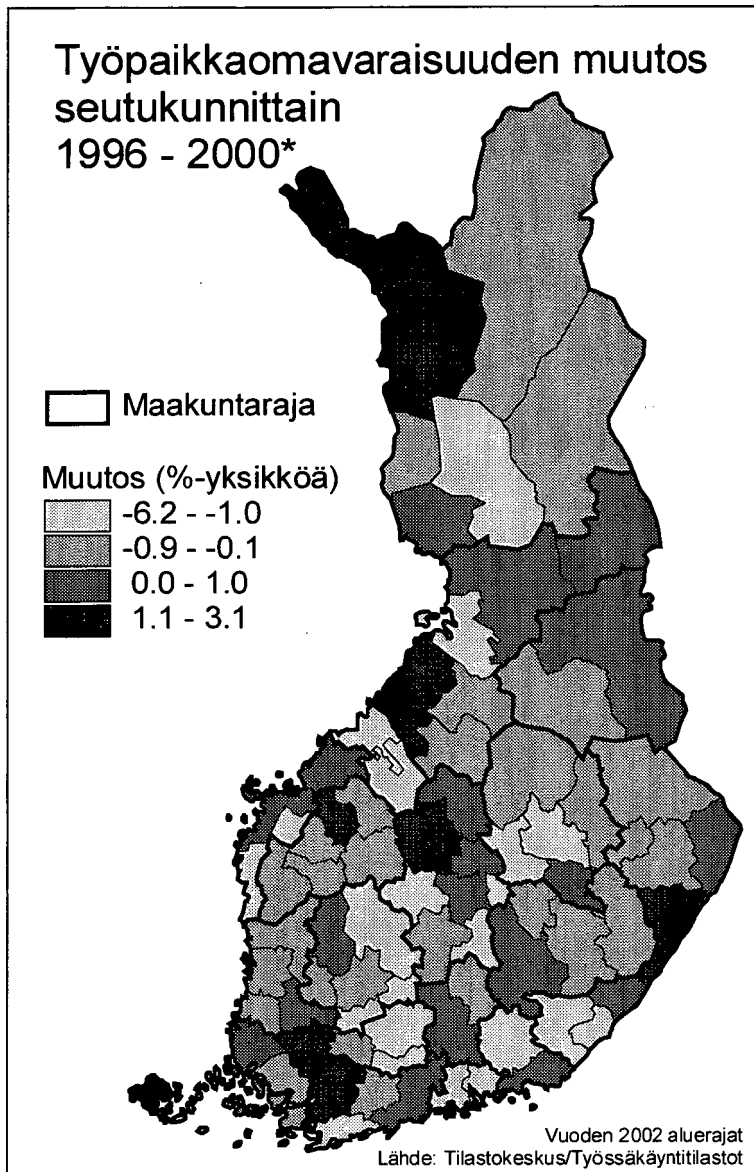 Työpaikkaomavaraisuuden muutos
seutukunnittain
1996 - 2000*
Maakuntaraja
Muutos (%-yksikköä)
-6.2 - -1.0
-0.9 - -0.1
0.0 - 1.0
1.1 - 3.1
Vuoden 2002 aluerajat
Lähde: Tilastokeskus/Työssäkäyntitilastot